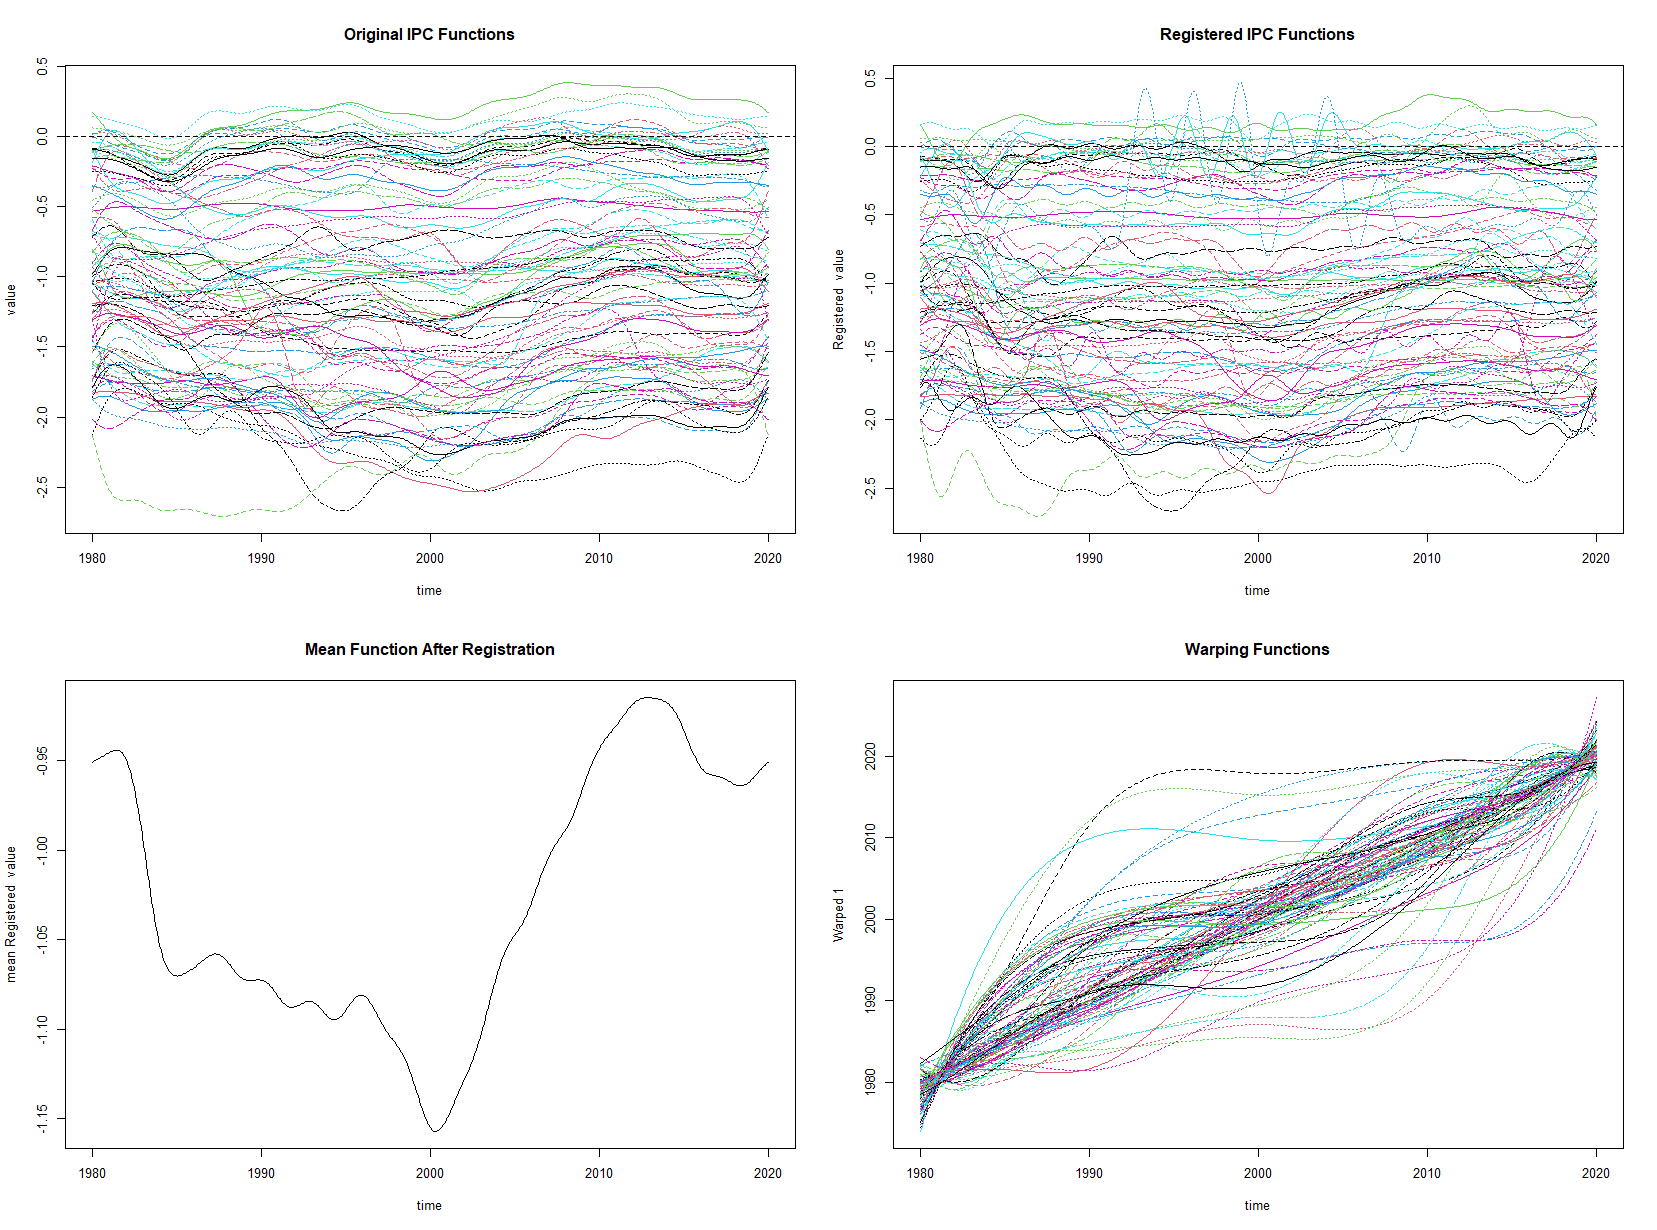 Original IPC Functions
value
0.5
0.0
-0.5
-1.0
-1.5
-2.0
-2.5
1980 1990 2000 2010 2020
time
Registered IPC Functions
Registered value
0.5
0.0
-0.5
-1.0
-1.5
-2.0
-2.5
1980 1990 2000 2010 2020
time
Mean Function After Registration
mean Registered value
-0.95
-1.00
-1.05
-1.10
-1.15
1980 1990 2000 2010 2020
time
Warping Functions
Warped 1
2020
2010
2000
1990
1980
1980 1990 2000 2010 2020
time